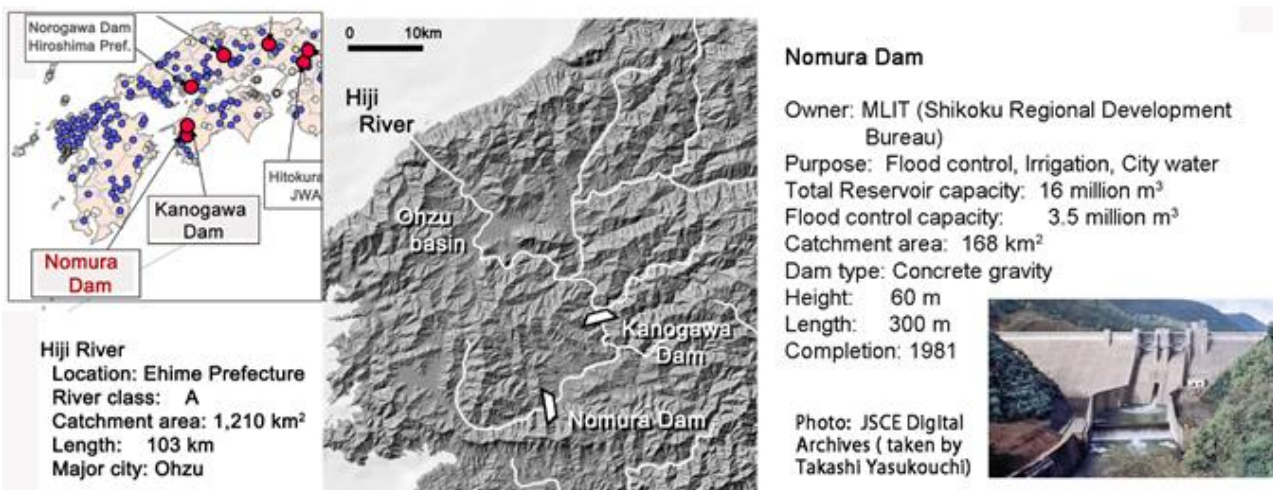 Norogawa Dam
Hiroshima Pref.
Kanogawa
Dam
Hitokura
JWA
Nomura
Dam
Hiji River
Location: Ehime Prefecture
River class: A
Catchment area: 1,210 km²
Length: 103 km
Major city: Ohzu
0 10km
Hiji
River
Ohzu
basin
Kanogawa
Dam
Nomura Dam
Nomura Dam
Owner: MLIT (Shikoku Regional Development
Bureau)
Purpose: Flood control, Irrigation, City water
Total Reservoir capacity: 16 million m³
Flood control capacity: 3.5 million m³
Catchment area: 168 km²
Dam type: Concrete gravity
Height: 60 m
Length: 300 m
Completion: 1981
Photo: JSCE Digital
Archives ( taken by
Takashi Yasukouchi)